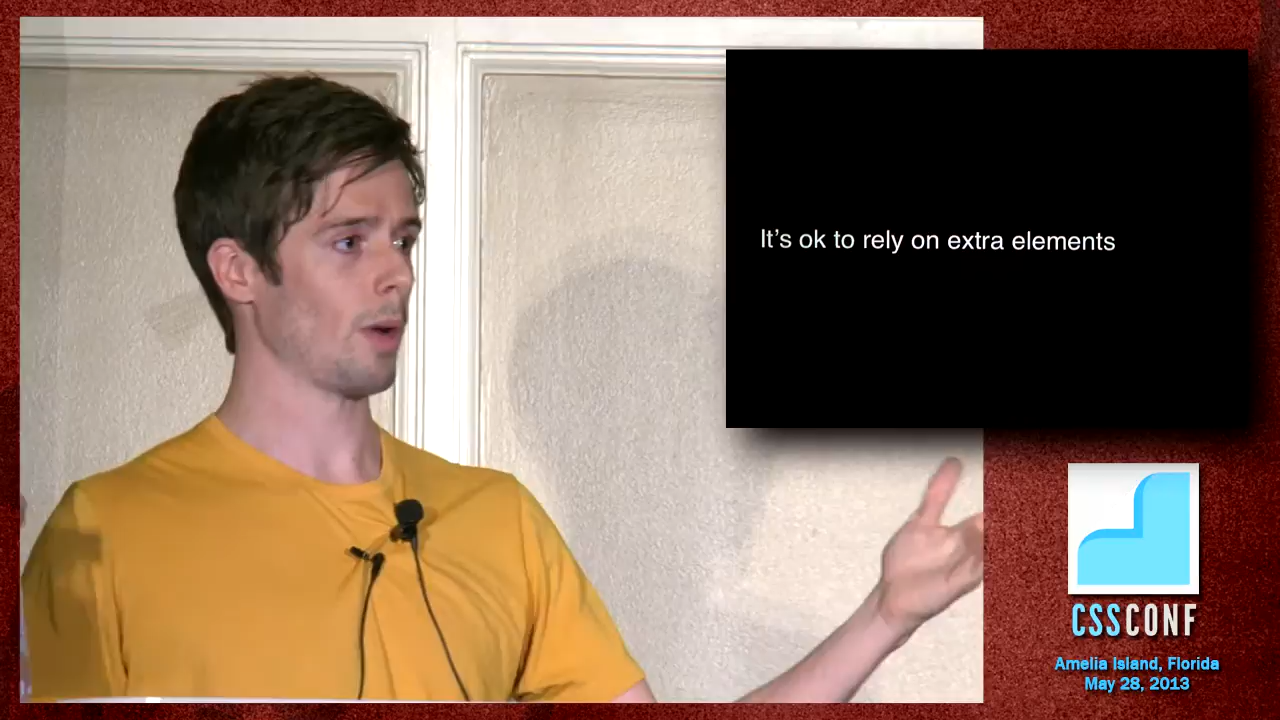 It's ok to rely on extra elements
CSSCONF
Amelia Island, Florida
May 28, 2013